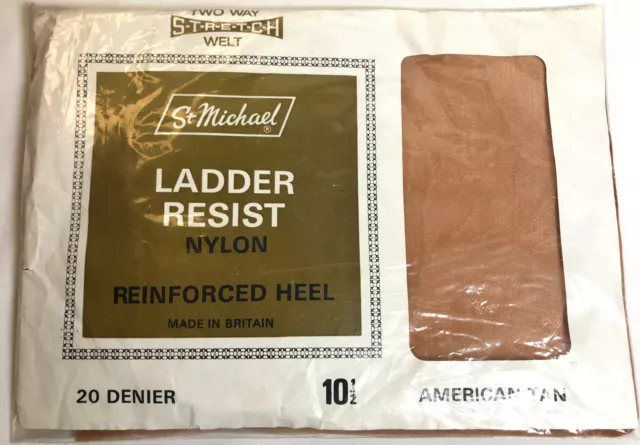 TWO WAY
S-T-R-E-T-C-H
WELT
St Michael ®
LADDER
RESIST
NYLON
REINFORCED HEEL
MADE IN BRITAIN
20 DENIER 10½ AMERICAN TAN